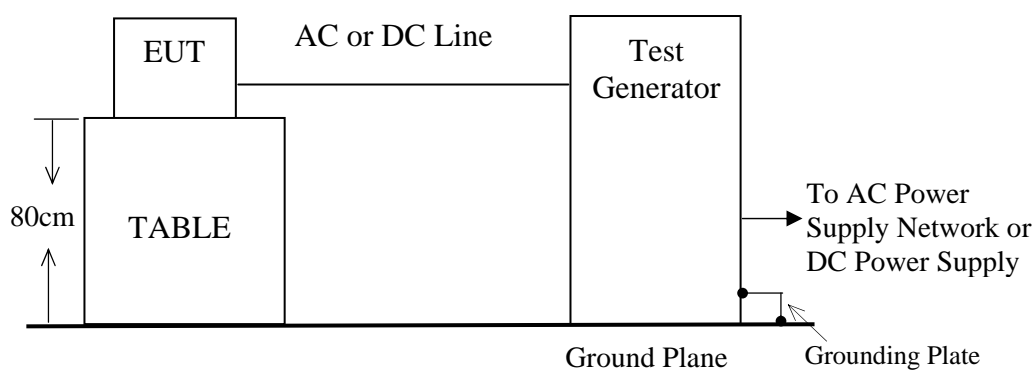 EUT
AC or DC Line
Test
Generator
80cm
TABLE
To AC Power
Supply Network or
DC Power Supply
Ground Plane
Grounding Plate